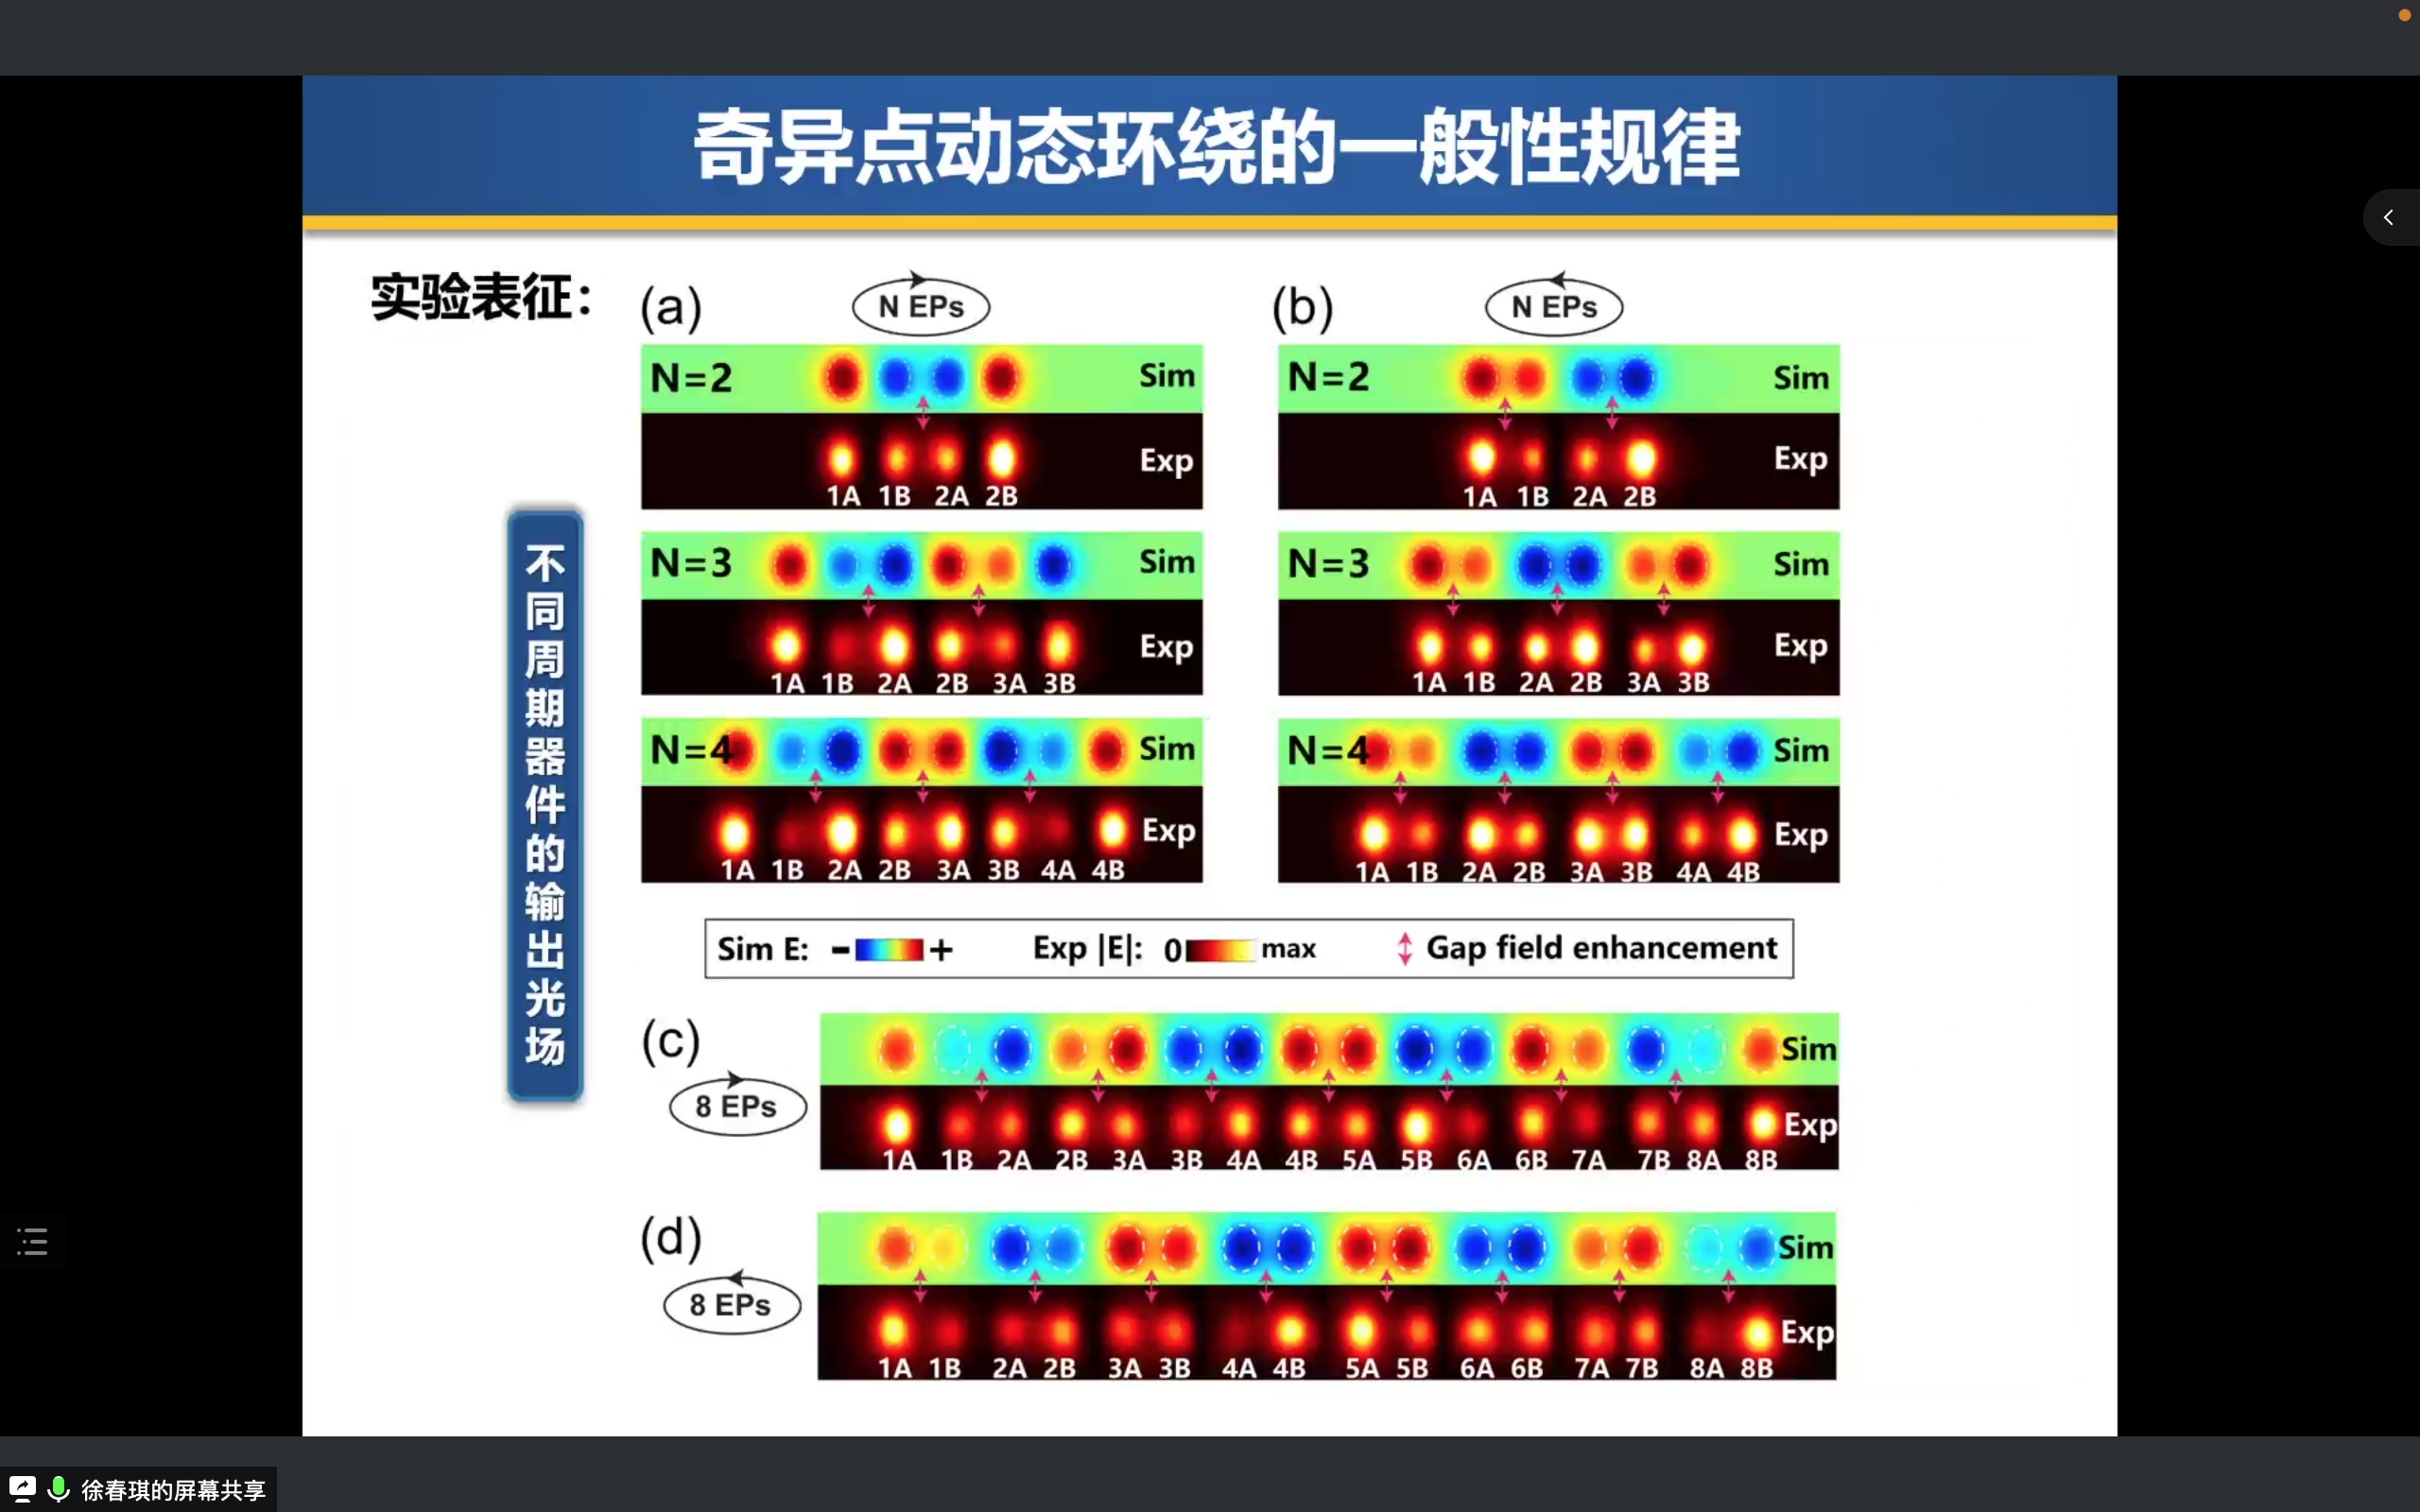 奇异点动态环绕的一般性规律
实验表征：
不同周期器件的输出光场
(a)
N EPs
N=2
Sim
Exp
1A 1B 2A 2B
N=3
Sim
Exp
1A 1B 2A 2B 3A 3B
N=4
Sim
Exp
1A 1B 2A 2B 3A 3B 4A 4B
(b)
N EPs
N=2
Sim
Exp
1A 1B 2A 2B
N=3
Sim
Exp
1A 1B 2A 2B 3A 3B
N=4
Sim
Exp
1A 1B 2A 2B 3A 3B 4A 4B
Sim E: - + Exp |E|: 0 max Gap field enhancement
(c)
8 EPs
Sim
Exp
1A 1B 2A 2B 3A 3B 4A 4B 5A 5B 6A 6B 7A 7B 8A 8B
(d)
8 EPs
Sim
Exp
1A 1B 2A 2B 3A 3B 4A 4B 5A 5B 6A 6B 7A 7B 8A 8B
徐春琪的屏幕共享